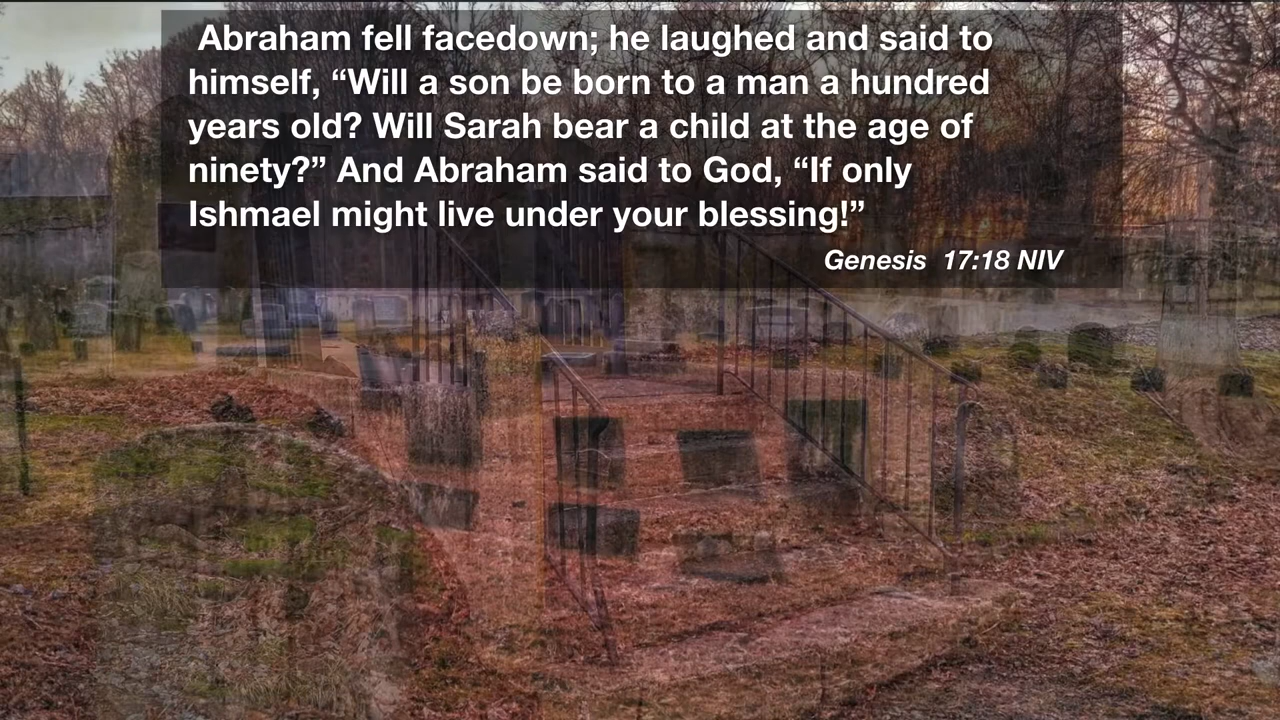 Abraham fell facedown; he laughed and said to
himself, “Will a son be born to a man a hundred
years old? Will Sarah bear a child at the age of
ninety?” And Abraham said to God, “If only
Ishmael might live under your blessing!”
Genesis 17:18 NIV